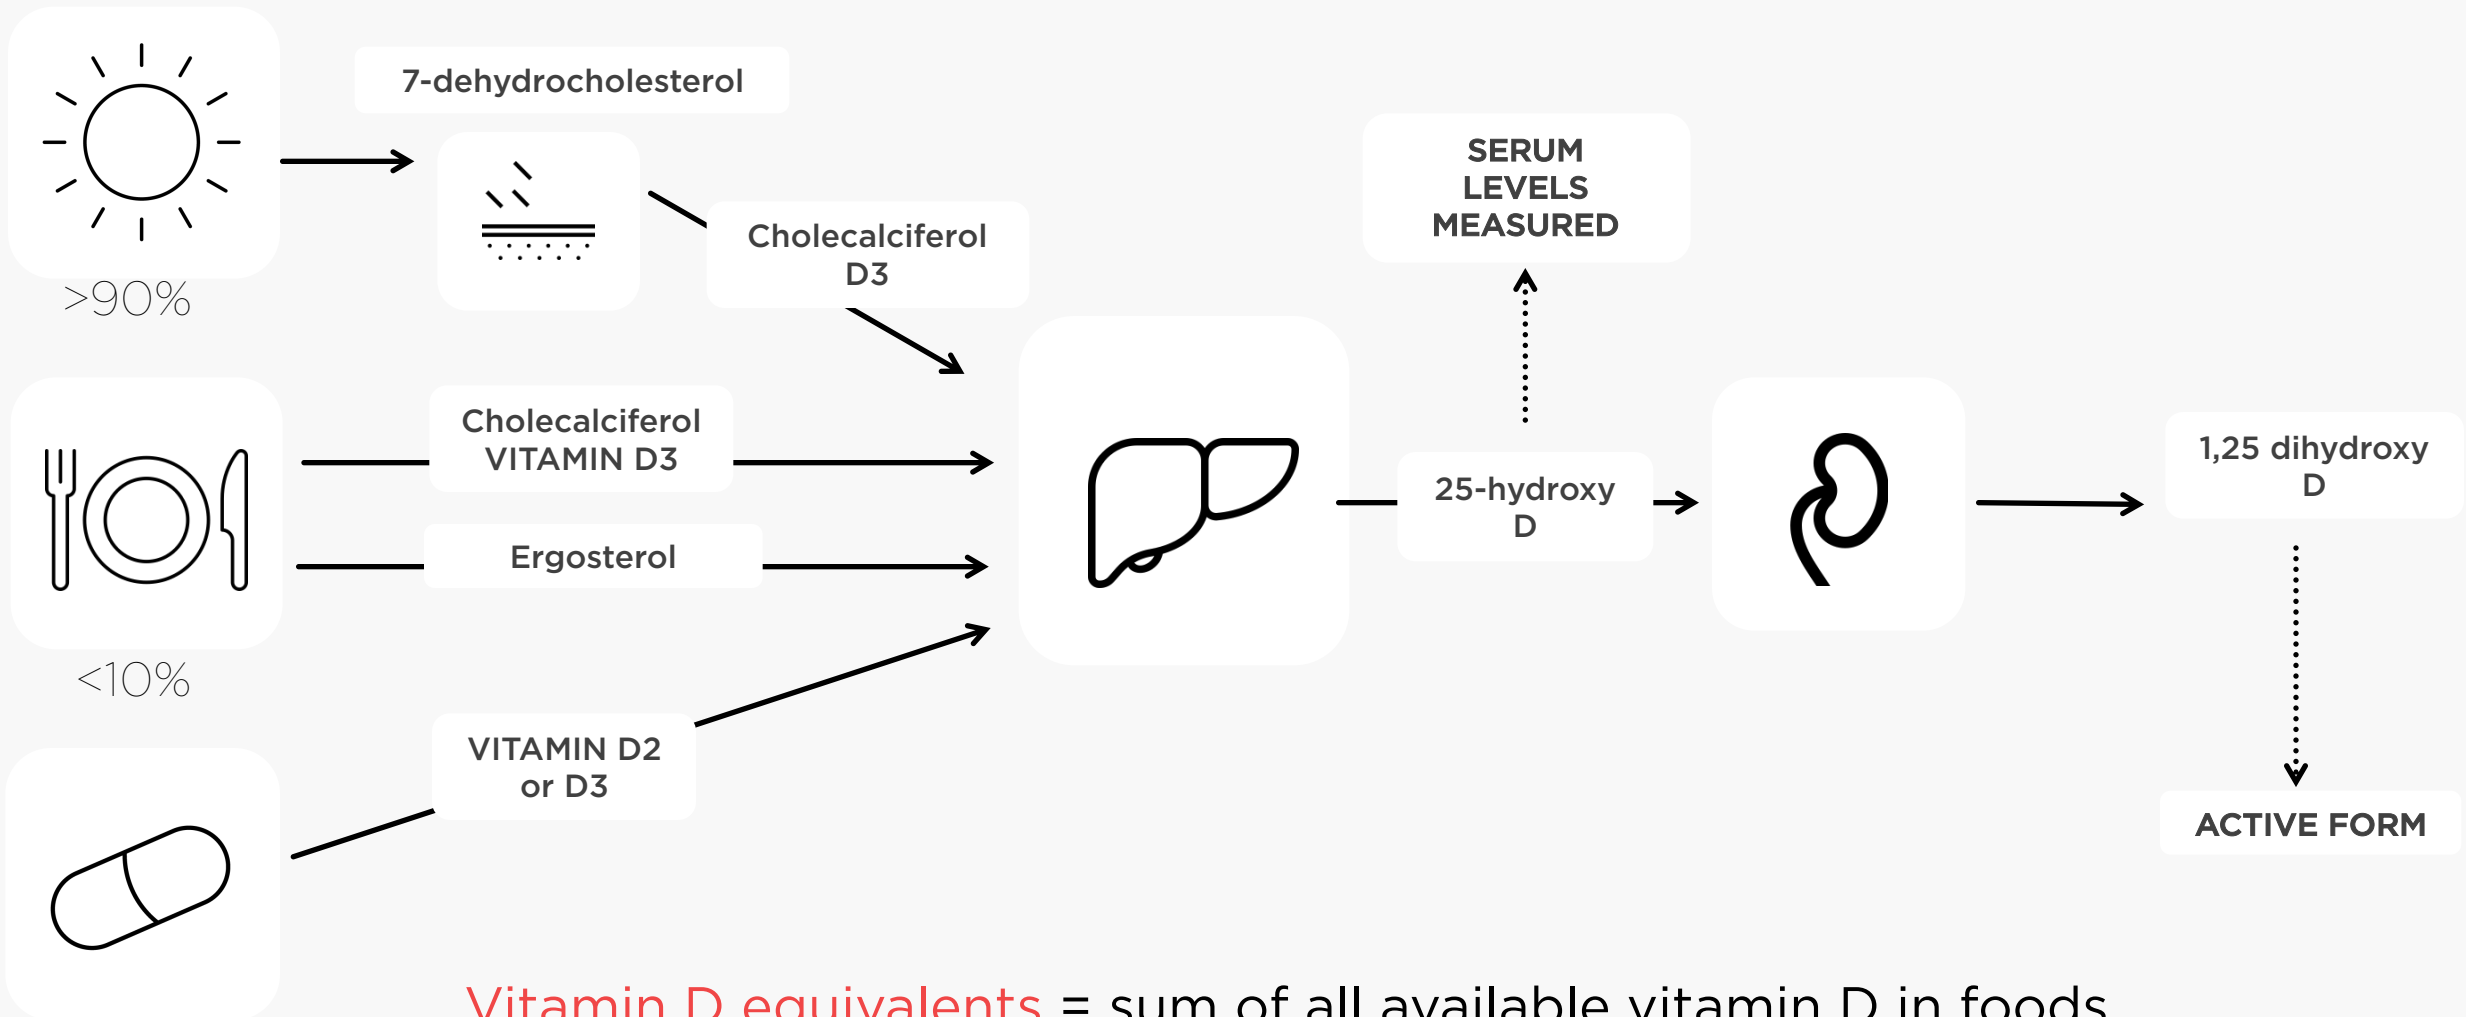 7-dehydrocholesterol
>90%
Cholecalciferol
D3
SERUM
LEVELS
MEASURED
Cholecalciferol
VITAMIN D3
Ergosterol
<10%
VITAMIN D2
or D3
25-hydroxy
D
1,25 dihydroxy
D
ACTIVE FORM
Vitamin D equivalents = sum of all available vitamin D in foods